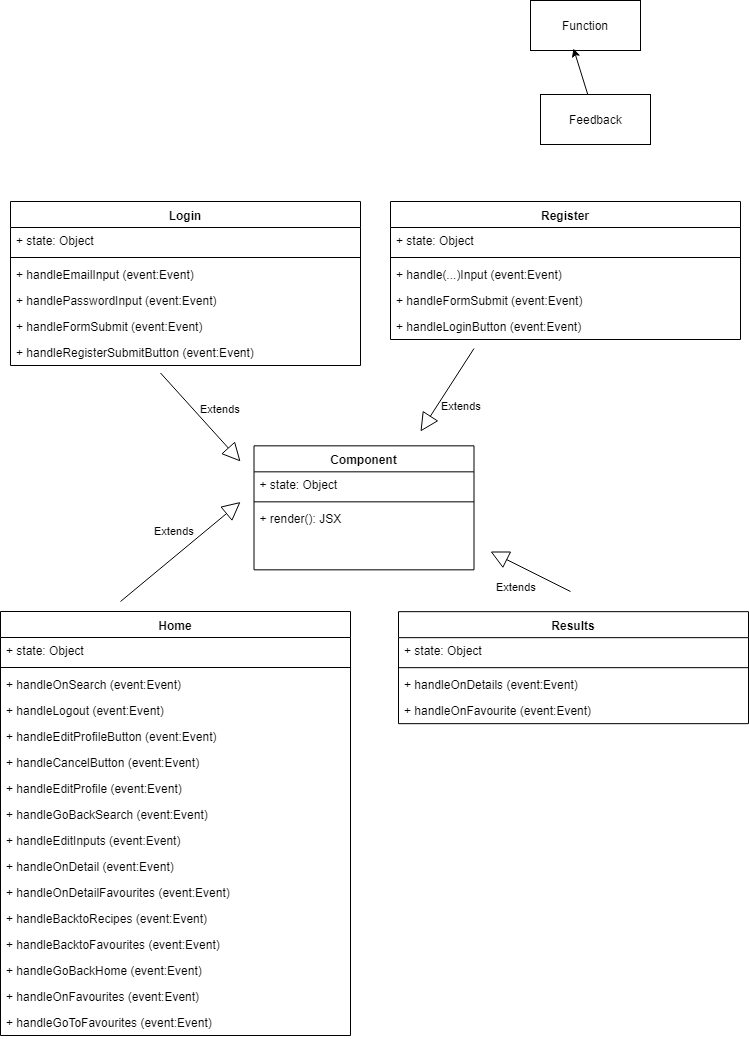 Function
Feedback
Login
+ state: Object
+ handleEmailInput (event:Event)
+ handlePasswordInput (event:Event)
+ handleFormSubmit (event:Event)
+ handleRegisterSubmitButton (event:Event)
Register
+ state: Object
+ handle(...)Input (event:Event)
+ handleFormSubmit (event:Event)
+ handleLoginButton (event:Event)
Extends
Extends
Component
+ state: Object
+ render(): JSX
Extends
Extends
Home
+ state: Object
+ handleOnSearch (event:Event)
+ handleLogout (event:Event)
+ handleEditProfileButton (event:Event)
+ handleCancelButton (event:Event)
+ handleEditProfile (event:Event)
+ handleGoBackSearch (event:Event)
+ handleEditInputs (event:Event)
+ handleOnDetail (event:Event)
+ handleOnDetailFavourites (event:Event)
+ handleBacktoRecipes (event:Event)
+ handleBacktoFavourites (event:Event)
+ handleGoBackHome (event:Event)
+ handleOnFavourites (event:Event)
+ handleGoToFavourites (event:Event)
Results
+ state: Object
+ handleOnDetails (event:Event)
+ handleOnFavourite (event:Event)